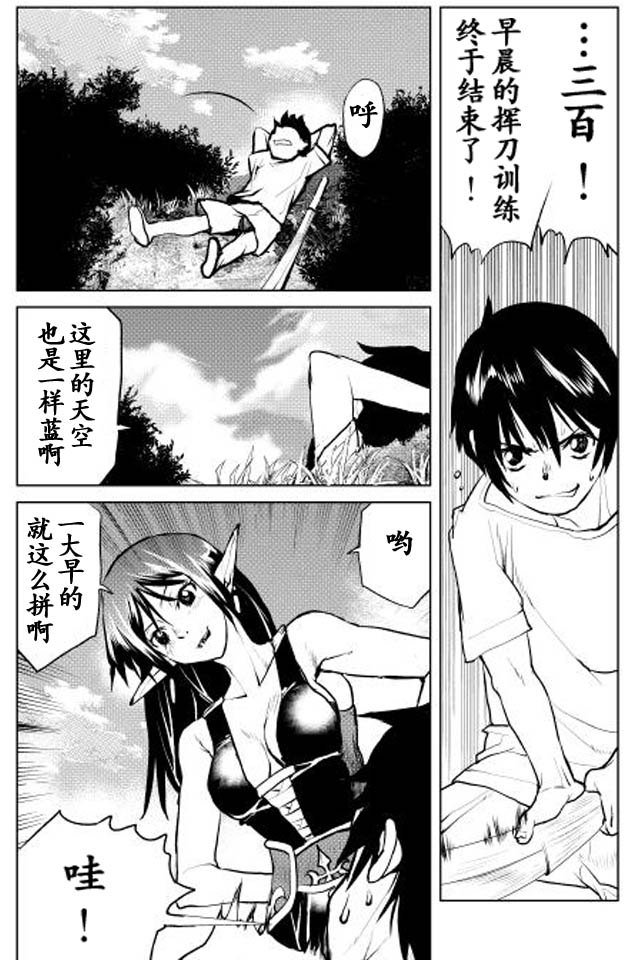 …三百！
早晨的挥刀训练
终于结束了！
呼
这里的天空
也是一样蓝啊
哟
一大早的
就这么拼啊
哇！